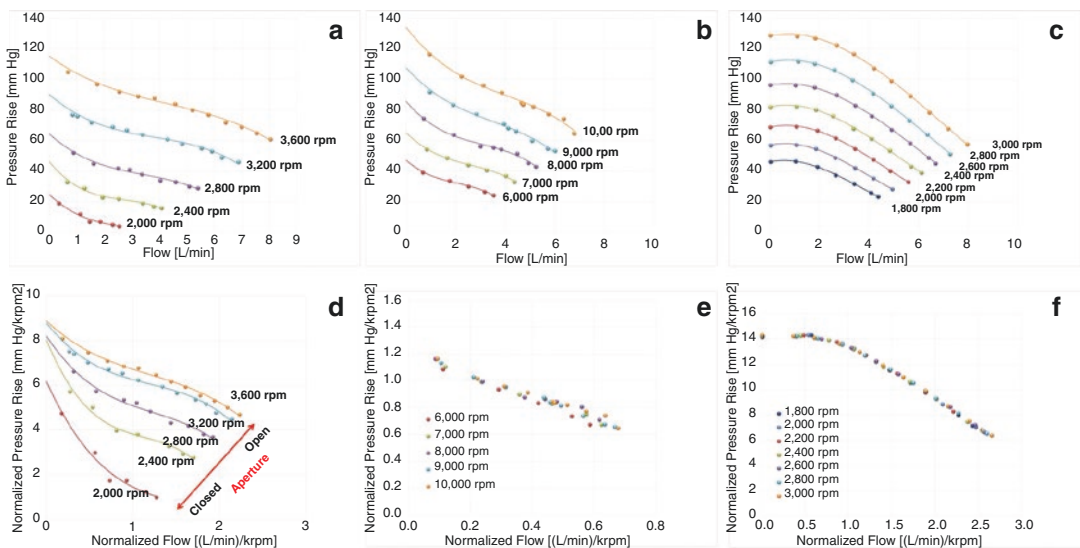 a
Pressure Rise [mm Hg]
140
120
100
80
60
40
20
0
0 1 2 3 4 5 6 7 8 9
Flow [L/min]
3,600 rpm
3,200 rpm
2,800 rpm
2,400 rpm
2,000 rpm
b
Pressure Rise [mm Hg]
140
120
100
80
60
40
20
0
0 2 4 6 8 10
Flow [L/min]
10,00 rpm
9,000 rpm
8,000 rpm
7,000 rpm
6,000 rpm
c
Pressure Rise [mm Hg]
140
120
100
80
60
40
20
0
0 2 4 6 8 10
Flow [L/min]
3,000 rpm
2,800 rpm
2,600 rpm
2,400 rpm
2,200 rpm
2,000 rpm
1,800 rpm
d
Normalized Pressure Rise [mm Hg/krpm2]
10
8
6
4
2
0
0 1 2 3
Normalized Flow [(L/min)/krpm]
3,600 rpm
3,200 rpm
2,800 rpm
2,400 rpm
2,000 rpm
Open
Aperture
Closed
e
Normalized Pressure Rise [mm Hg/krpm2]
1.6
1.4
1.2
1.0
0.8
0.6
0.4
0.2
0.0
0.0 0.2 0.4 0.6 0.8
Normalized Flow [(L/min)/krpm]
6,000 rpm
7,000 rpm
8,000 rpm
9,000 rpm
10,000 rpm
f
Normalized Pressure Rise [mm Hg/krpm2]
16
14
12
10
8
6
4
2
0
0.0 0.5 1.0 1.5 2.0 2.5 3.0
Normalized Flow [(L/min)/krpm]
1,800 rpm
2,000 rpm
2,200 rpm
2,400 rpm
2,600 rpm
2,800 rpm
3,000 rpm